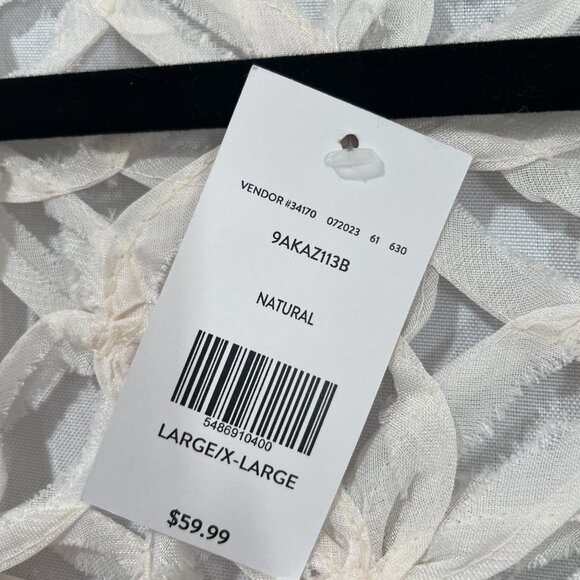 VENDOR #34170 072023 61 630
9AKAZ113B
NATURAL
5486910400
LARGE/X-LARGE
$59.99